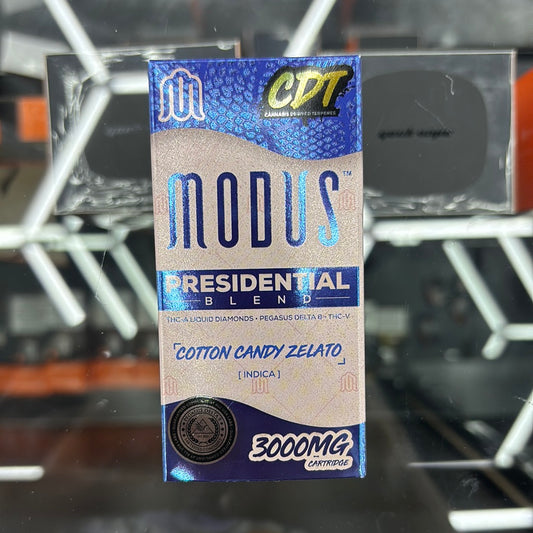 CDT
CANNABIS DERIVED TERPENES
MODUS™
PRESIDENTIAL
BLEND
THC-A LIQUID DIAMONDS • PEGASUS DELTA 8 • THC-V
COTTON CANDY ZELATO
[ INDICA ]
3000MG
CARTRIDGE